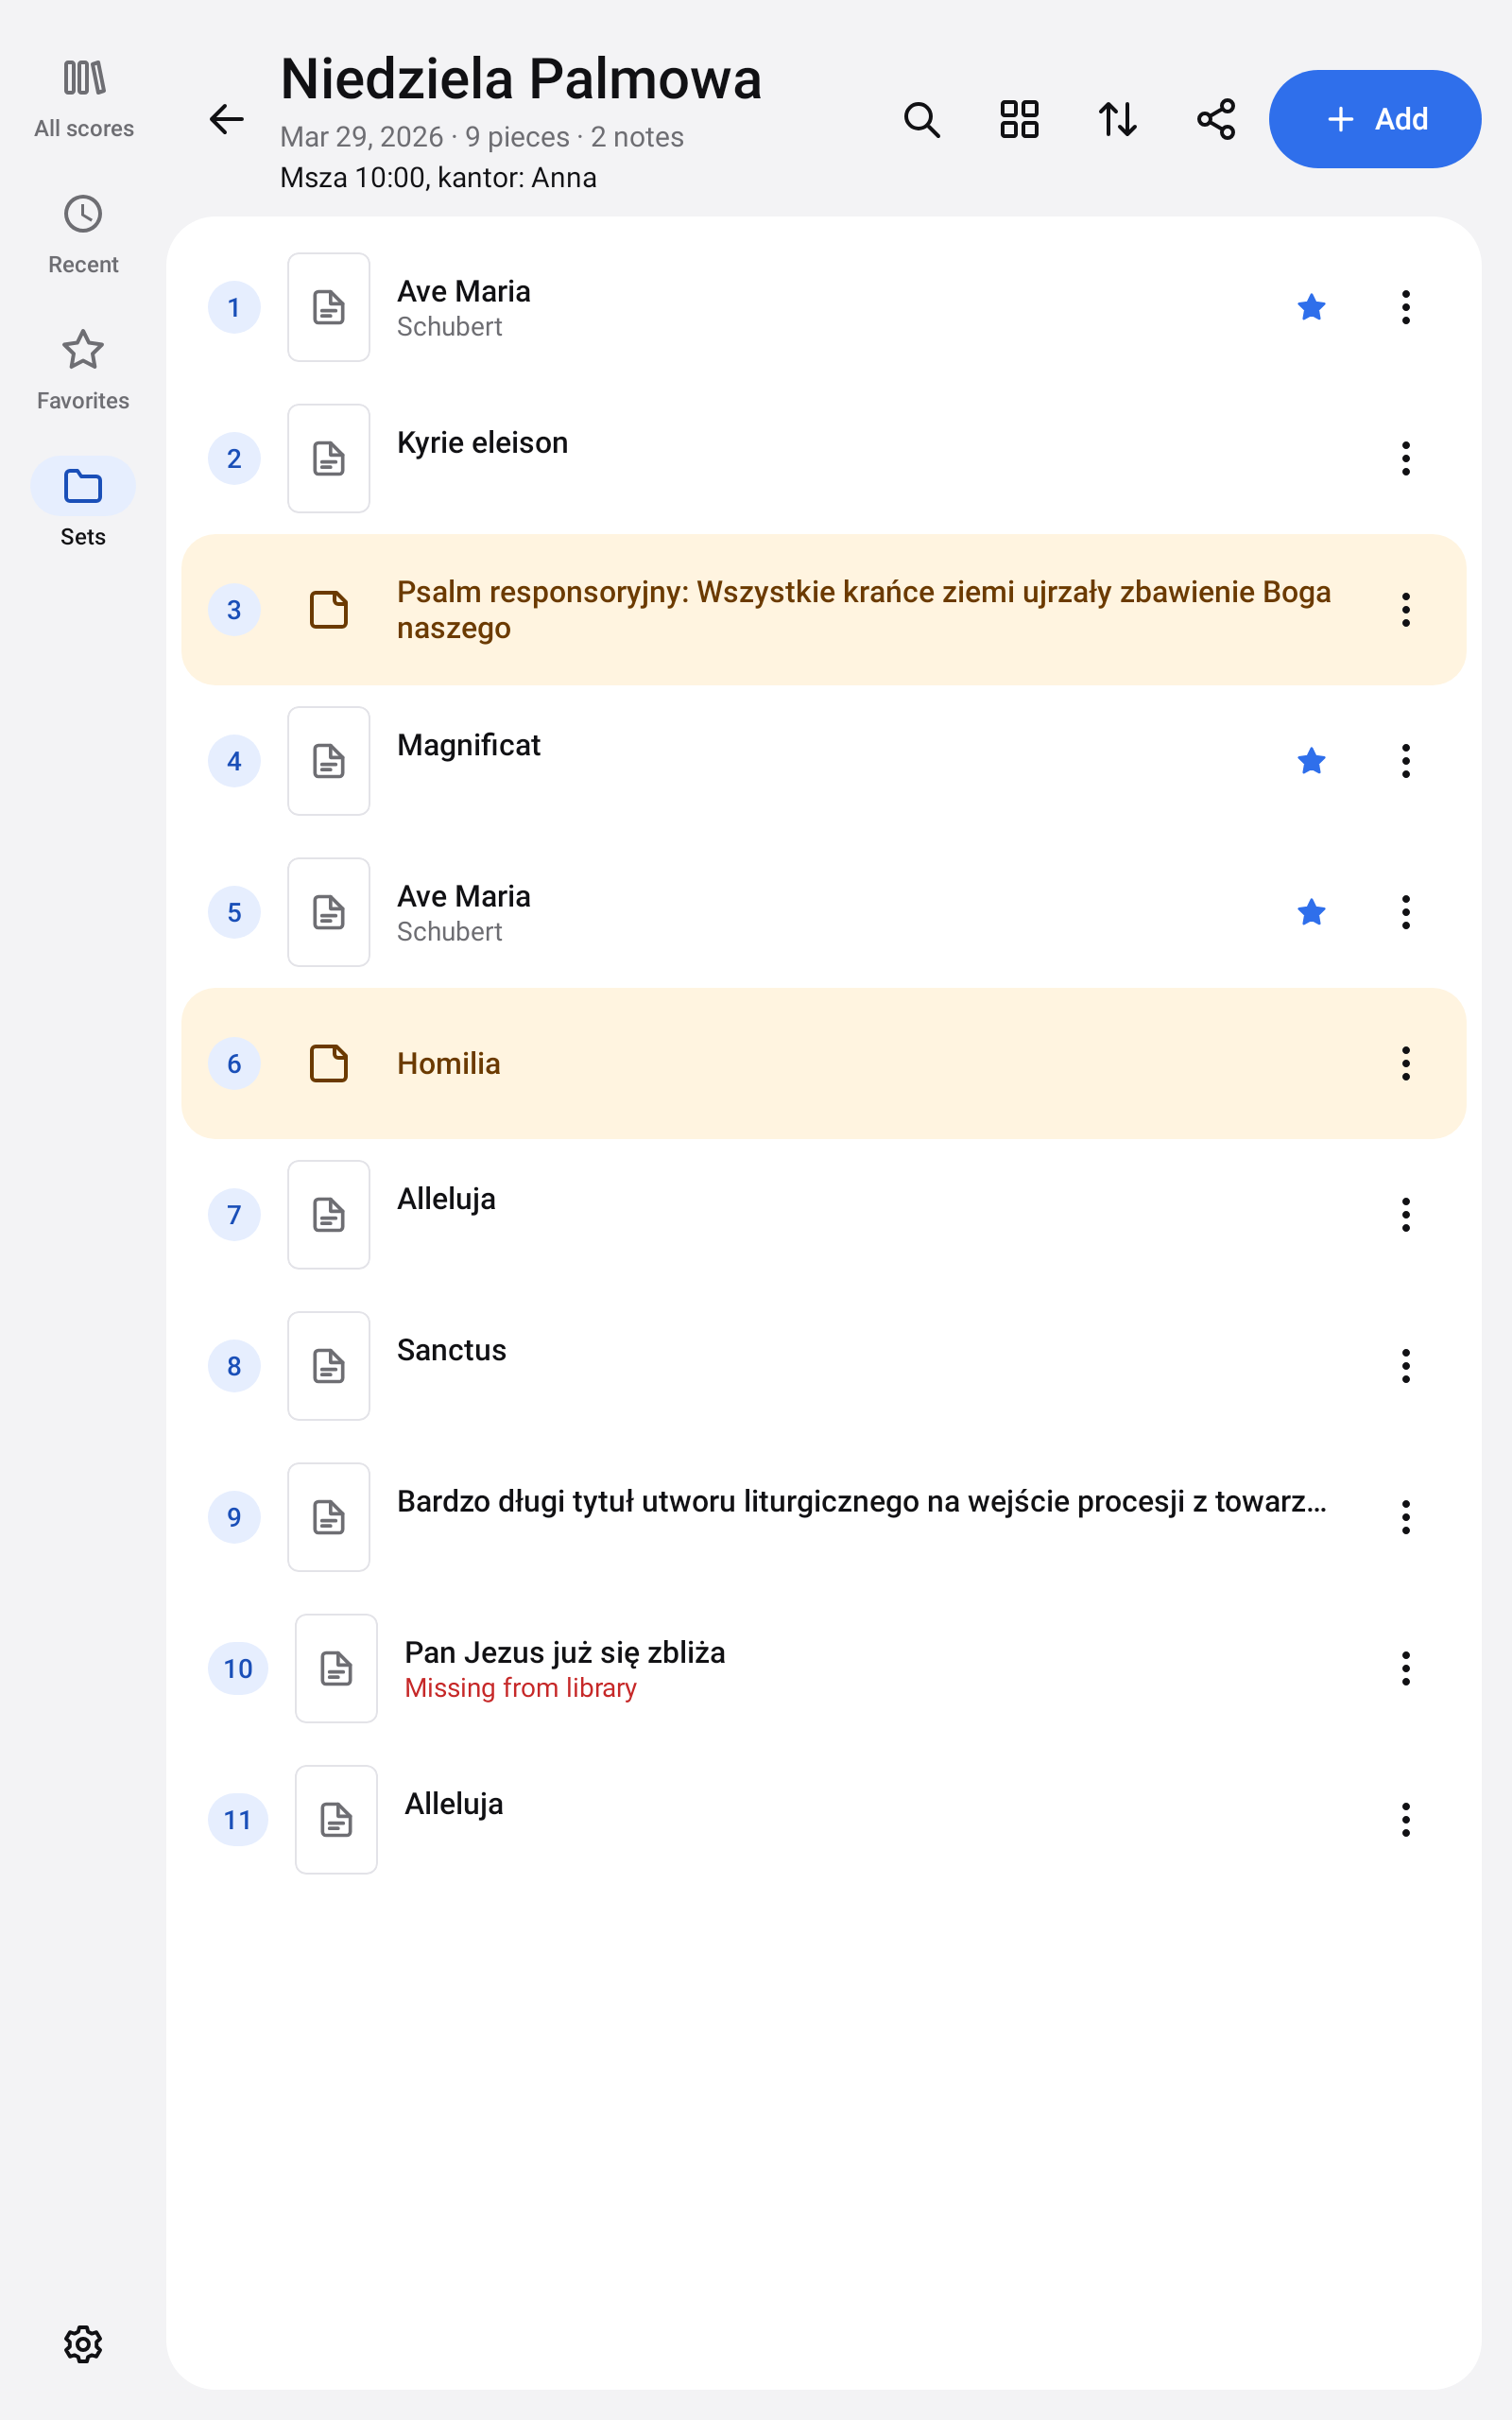 All scores
Recent
Favorites
Sets
Niedziela Palmowa
Mar 29, 2026 · 9 pieces · 2 notes
Msza 10:00, kantor: Anna
Add
1
Ave Maria
Schubert
2
Kyrie eleison
3
Psalm responsoryjny: Wszystkie krańce ziemi ujrzały zbawienie Boga
naszego
4
Magnificat
5
Ave Maria
Schubert
6
Homilia
7
Alleluja
8
Sanctus
9
Bardzo długi tytuł utworu liturgicznego na wejście procesji z towarz…
10
Pan Jezus już się zbliża
Missing from library
11
Alleluja